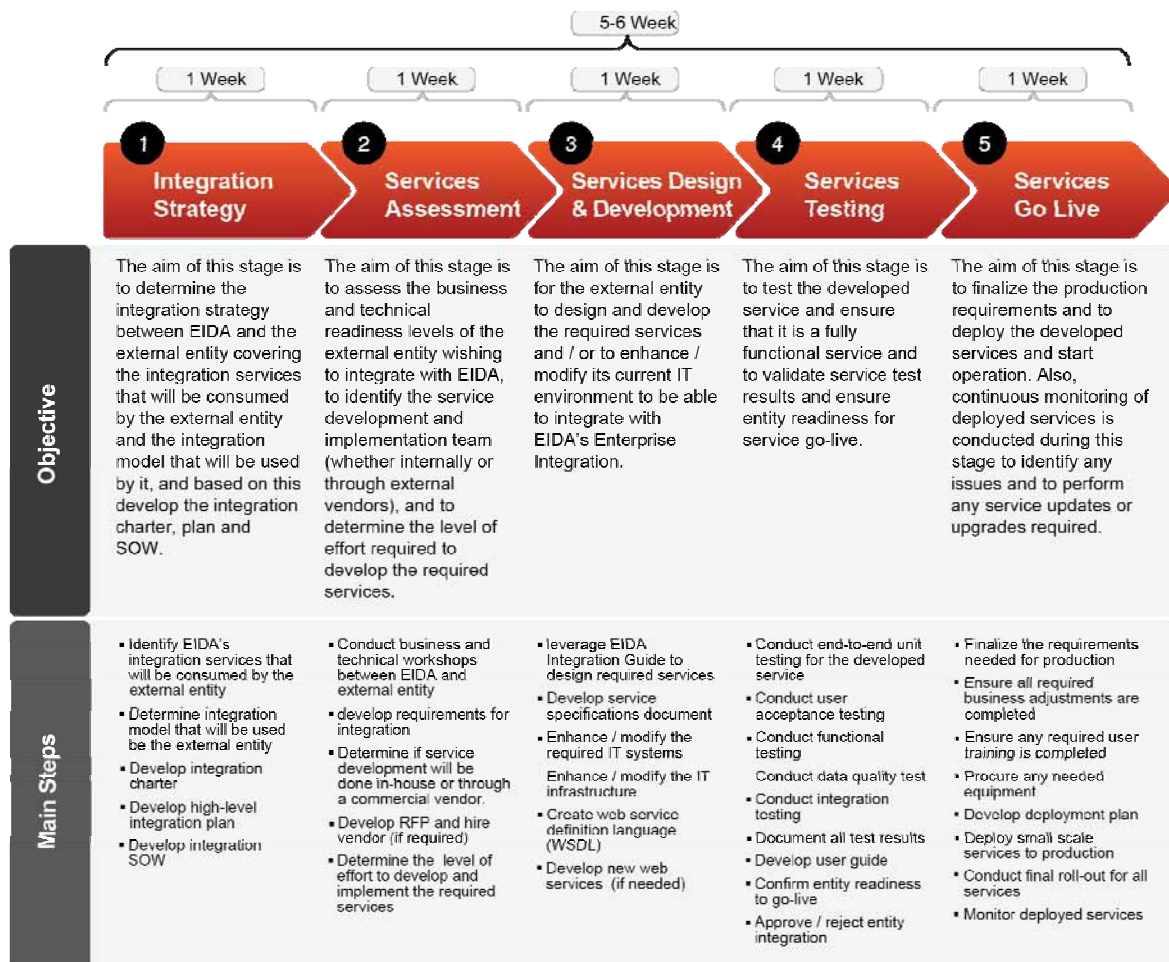 5-6 Week
1 Week
1 Week
1 Week
1 Week
1 Week
1
Integration
Strategy
2
Services
Assessment
3
Services Design
& Development
4
Services
Testing
5
Services
Go Live
Objective
The aim of this stage is
to determine the
integration strategy
between EIDA and the
external entity covering
the integration services
that will be consumed
by the external entity
and the integration
model that will be used
by it, and based on this
develop the integration
charter, plan and
SOW.
The aim of this stage is
to assess the business
and technical
readiness levels of the
external entity wishing
to integrate with EIDA,
to identify the service
development and
implementation team
(whether internally or
through external
vendors), and to
determine the level of
effort required to
develop the required
services.
The aim of this stage is
for the external entity
to design and develop
the required services
and / or to enhance /
modify its current IT
environment to be able
to integrate with
EIDA's Enterprise
Integration.
The aim of this stage is
to test the developed
service and ensure
that it is a fully
functional service and
to validate service test
results and ensure
entity readiness for
service go-live.
The aim of this stage is
to finalize the production
requirements and to
deploy the developed
services and start
operation. Also,
continuous monitoring of
deployed services is
conducted during this
stage to identify any
issues and to perform
any service updates or
upgrades required.
Main Steps
▪ Identify EIDA's
integration services that
will be consumed by the
external entity
▪ Determine integration
model that will be used
be the external entity
▪ Develop integration
charter
▪ Develop high-level
integration plan
▪ Develop integration
SOW
▪ Conduct business and
technical workshops
between EIDA and
external entity
▪ develop requirements for
integration
▪ Determine if service
development will be
done in-house or through
a commercial vendor.
▪ Develop RFP and hire
vendor (if required)
▪ Determine the level of
effort to develop and
implement the required
services
▪ leverage EIDA
Integration Guide to
design required services
▪ Develop service
specifications document
▪ Enhance / modify the
required IT systems
Enhance / modify the IT
infrastructure
▪ Create web service
definition language
(WSDL)
▪ Develop new web
services (if needed)
▪ Conduct end-to-end unit
testing for the developed
service
▪ Conduct user
acceptance testing
▪ Conduct functional
testing
Conduct data quality test
▪ Conduct integration
testing
▪ Document all test results
▪ Develop user guide
▪ Confirm entity readiness
to go-live
▪ Approve / reject entity
integration
▪ Finalize the requirements
needed for production
▪ Ensure all required
business adjustments are
completed
▪ Ensure any required user
training is completed
▪ Procure any needed
equipment
▪ Develop deployment plan
▪ Deploy small scale
services to production
▪ Conduct final roll-out for all
services
▪ Monitor deployed services